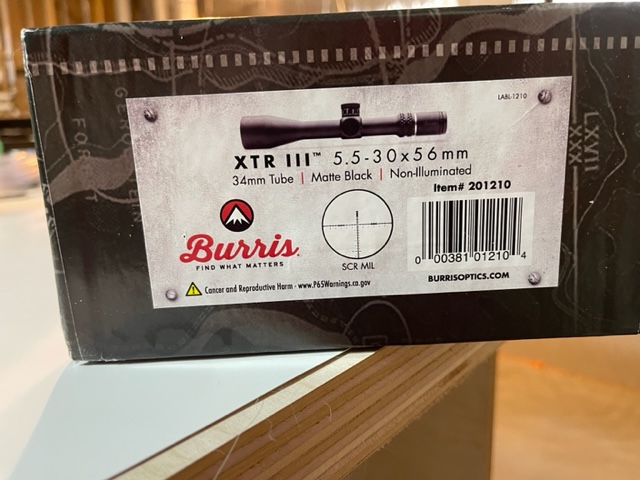 LABL-1210
XTR III™ 5.5-30x56mm
34mm Tube | Matte Black | Non-Illuminated
Item# 201210
Burris
FIND WHAT MATTERS
SCR MIL
0 00381 01210 4
BURRISOPTICS.COM
Cancer and Reproductive Harm - www.P65Warnings.ca.gov
LXVII
XXX